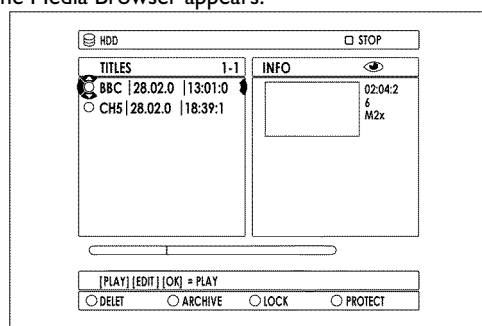 ne Media Browser appears.
HDD STOP
TITLES 1-1 INFO
BBC |28.02.0 |13:01:0
CH5|28.02.0 |18:39:1
02:04:2
6
M2x
[PLAY] [EDIT] [OK] = PLAY
DELET ARCHIVE LOCK PROTECT